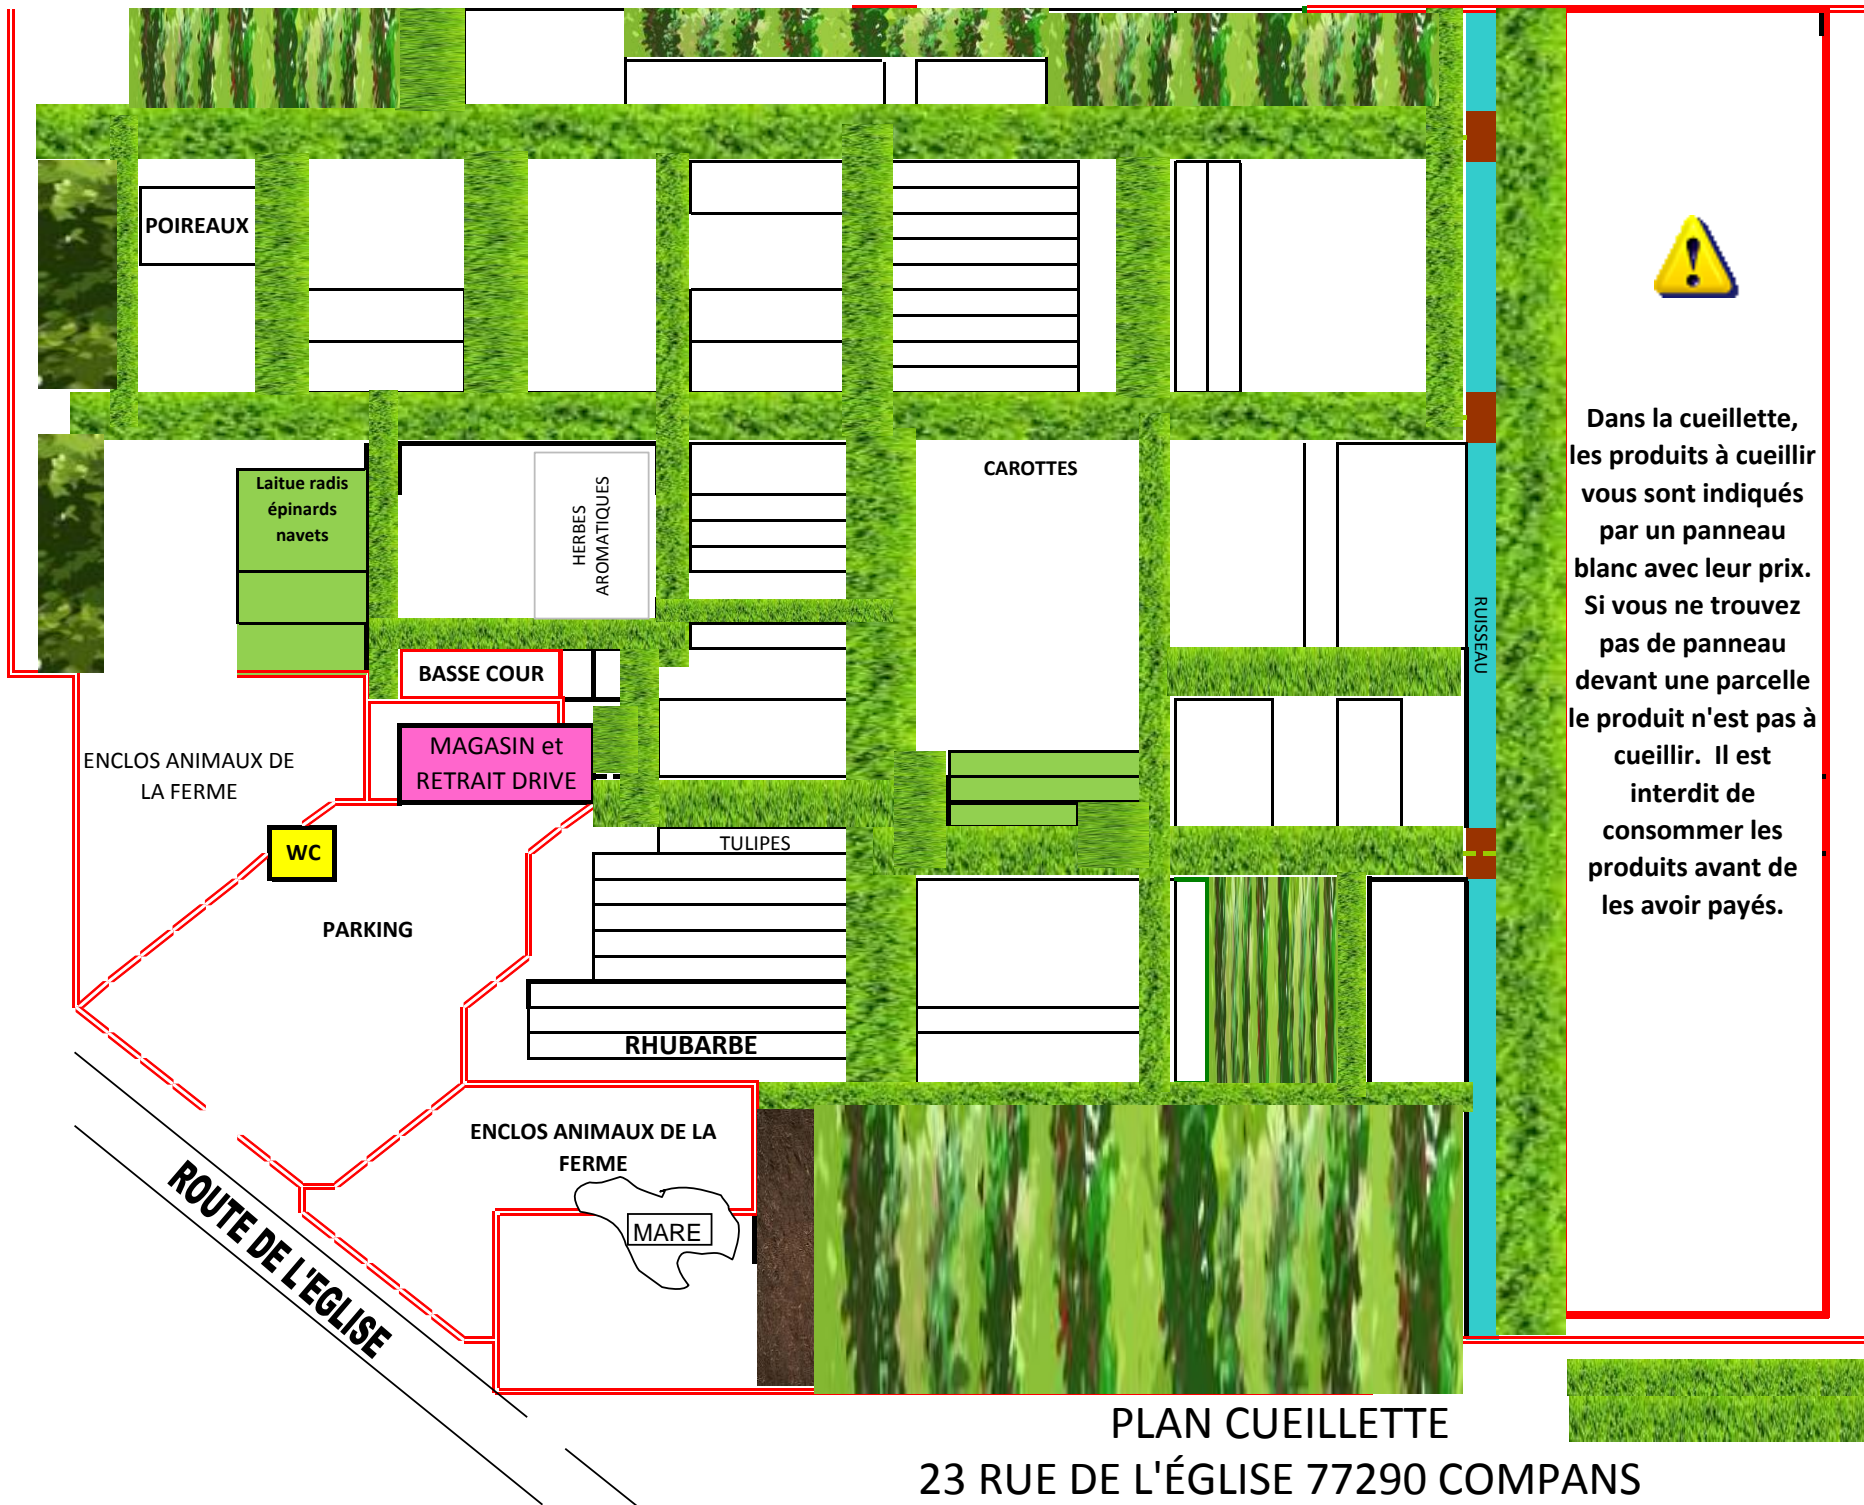 POIREAUX
Laitue radis
épinards
navets
HERBES
AROMATIQUES
CAROTTES
BASSE COUR
MAGASIN et
RETRAIT DRIVE
ENCLOS ANIMAUX DE
LA FERME
WC
PARKING
TULIPES
RHUBARBE
ENCLOS ANIMAUX DE LA
FERME
MARE
ROUTE DE L'EGLISE
RUISSEAU
Dans la cueillette,
les produits à cueillir
vous sont indiqués
par un panneau
blanc avec leur prix.
Si vous ne trouvez
pas de panneau
devant une parcelle
le produit n'est pas à
cueillir.  Il est
interdit de
consommer les
produits avant de
les avoir payés.
PLAN CUEILLETTE
23 RUE DE L'ÉGLISE 77290 COMPANS